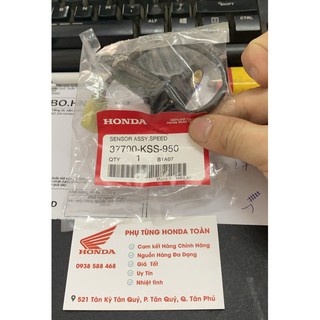 BO.H
HONDA
SENSOR ASSY,SPEED
37700-KSS-950
QTY 1 B1A07
PHỤ TÙNG HONDA TOÀN
Cam kết Hàng Chính Hãng
Nguồn Hàng Đa Dạng
Giá Tốt
Uy Tín
Nhiệt tình
HONDA
0938 588 468
521 Tân Kỳ Tân Quý, P. Tân Quý, Q. Tân Phú